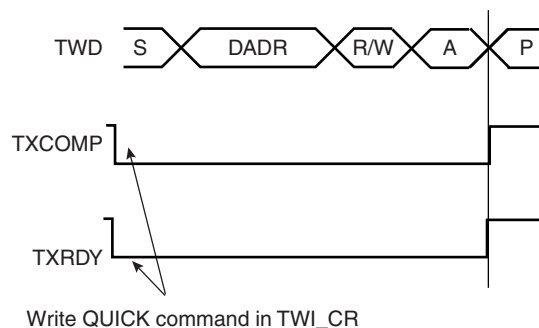 TWD S DADR R/W A P
TXCOMP
TXRDY
Write QUICK command in TWI_CR